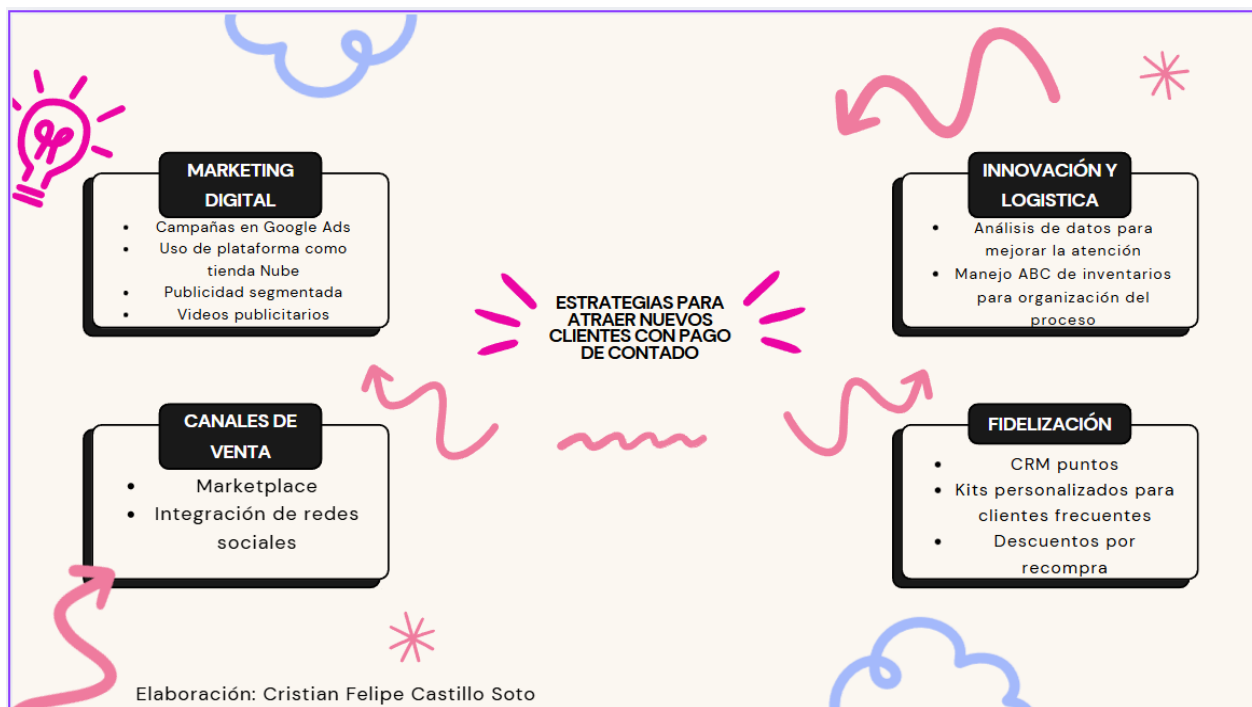 MARKETING
DIGITAL
• Campañas en Google Ads
• Uso de plataforma como
tienda Nube
• Publicidad segmentada
• Videos publicitarios
CANALES DE
VENTA
• Marketplace
• Integración de redes
sociales
ESTRATEGIAS PARA
ATRAER NUEVOS
CLIENTES CON PAGO
DE CONTADO
INNOVACIÓN Y
LOGISTICA
• Análisis de datos para
mejorar la atención
• Manejo ABC de inventarios
para organización del
proceso
FIDELIZACIÓN
• CRM puntos
• Kits personalizados para
clientes frecuentes
• Descuentos por
recompra
Elaboración: Cristian Felipe Castillo Soto